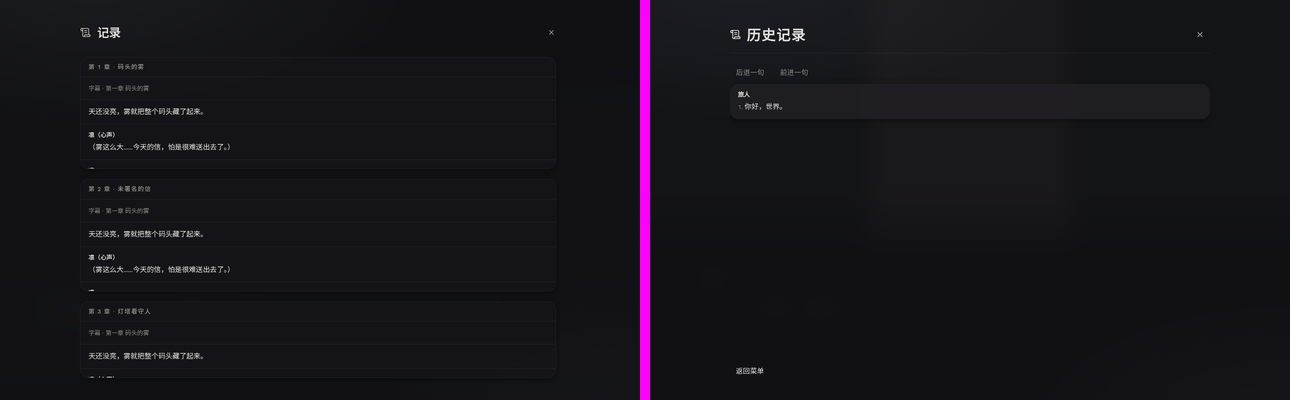 记录
第 1 章 · 码头的雾
字幕 · 第一章 码头的雾
天还没亮，雾就把整个码头藏了起来。
凛（心声）
（雾这么大……今天的信，怕是很难送出去了。）
第 2 章 · 未署名的信
字幕 · 第一章 码头的雾
天还没亮，雾就把整个码头藏了起来。
凛（心声）
（雾这么大……今天的信，怕是很难送出去了。）
第 3 章 · 灯塔看守人
字幕 · 第一章 码头的雾
天还没亮，雾就把整个码头藏了起来。
历史记录
后退一句 前进一句
旅人
1. 你好，世界。
返回菜单